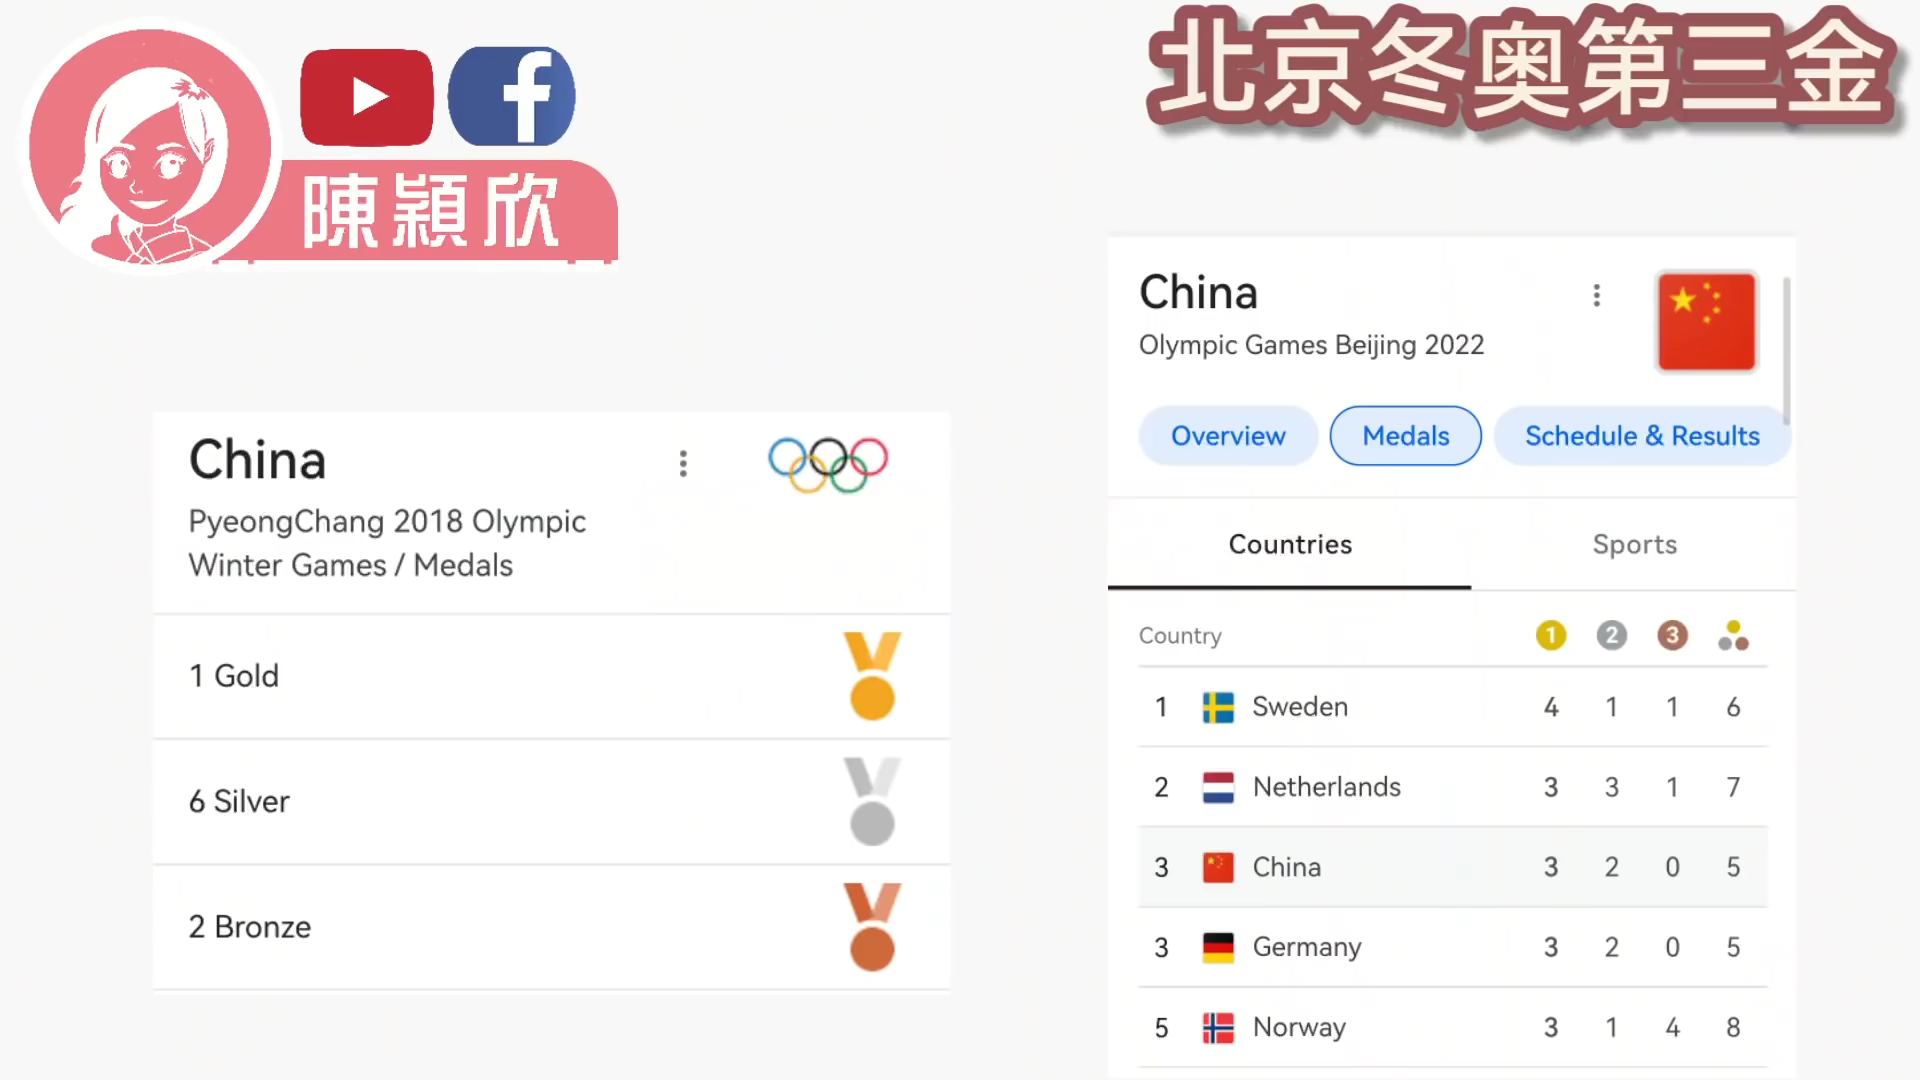 北京冬奥第三金
陳穎欣
China
PyeongChang 2018 Olympic
Winter Games / Medals
1 Gold
6 Silver
2 Bronze
China
Olympic Games Beijing 2022
Overview Medals Schedule & Results
Countries Sports
Country 1 2 3
1 Sweden 4 1 1 6
2 Netherlands 3 3 1 7
3 China 3 2 0 5
3 Germany 3 2 0 5
5 Norway 3 1 4 8